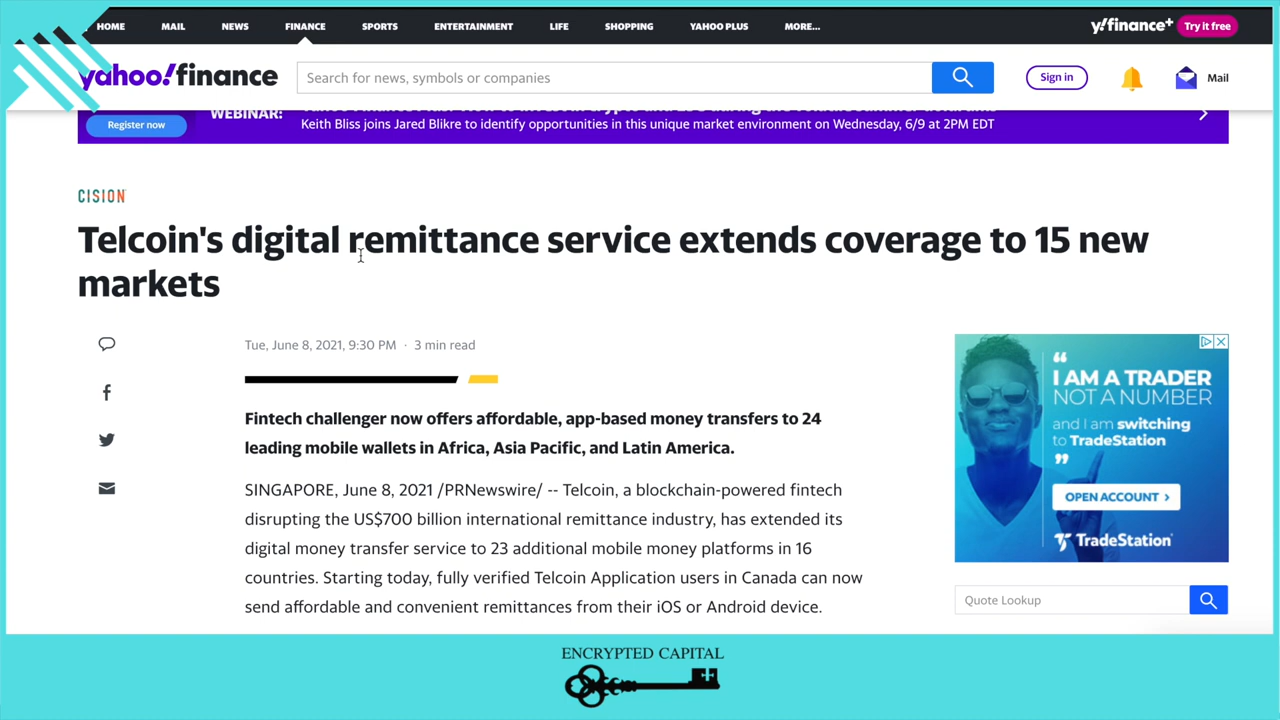 HOME MAIL NEWS FINANCE SPORTS ENTERTAINMENT LIFE SHOPPING YAHOO PLUS MORE... y!finance+ Try it free
yahoo!finance Search for news, symbols or companies Sign in Mail
WEBINAR:
Register now Keith Bliss joins Jared Blikre to identify opportunities in this unique market environment on Wednesday, 6/9 at 2PM EDT
CISION
Telcoin's digital remittance service extends coverage to 15 new
markets
Tue, June 8, 2021, 9:30 PM · 3 min read
Fintech challenger now offers affordable, app-based money transfers to 24
leading mobile wallets in Africa, Asia Pacific, and Latin America.
SINGAPORE, June 8, 2021 /PRNewswire/ -- Telcoin, a blockchain-powered fintech
disrupting the US$700 billion international remittance industry, has extended its
digital money transfer service to 23 additional mobile money platforms in 16
countries. Starting today, fully verified Telcoin Application users in Canada can now
send affordable and convenient remittances from their iOS or Android device.
“
I AM A TRADER
NOT A NUMBER
and I am switching
to TradeStation
”
OPEN ACCOUNT >
TradeStation
Quote Lookup
ENCRYPTED CAPITAL